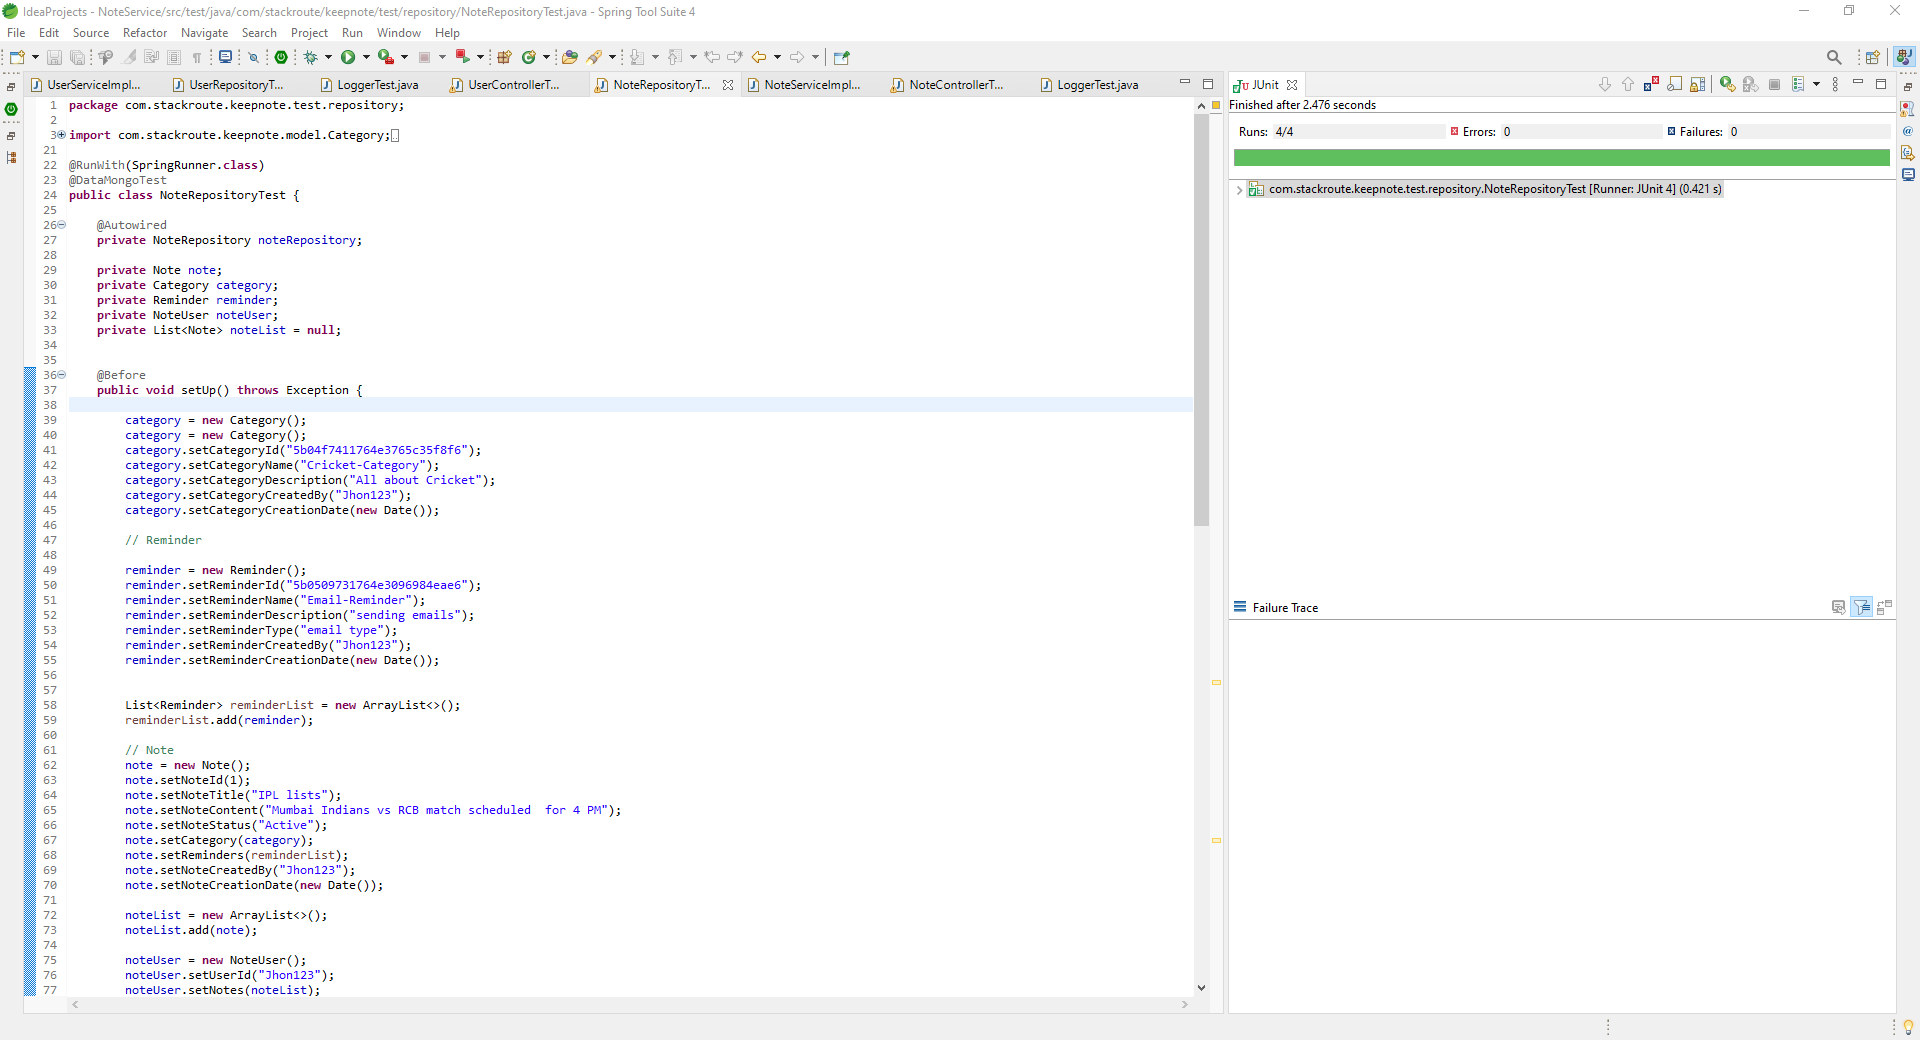 IdeaProjects - NoteService/src/test/java/com/stackroute/keepnote/test/repository/NoteRepositoryTest.java - Spring Tool Suite 4
File Edit Source Refactor Navigate Search Project Run Window Help
UserServiceImpl... UserRepositoryT... LoggerTest.java UserControllerT... NoteRepositoryT... NoteServiceImpl... NoteControllerT... LoggerTest.java
1 package com.stackroute.keepnote.test.repository;
2
3 import com.stackroute.keepnote.model.Category;
21
22 @RunWith(SpringRunner.class)
23 @DataMongoTest
24 public class NoteRepositoryTest {
25
26 @Autowired
27 private NoteRepository noteRepository;
28
29 private Note note;
30 private Category category;
31 private Reminder reminder;
32 private NoteUser noteUser;
33 private List<Note> noteList = null;
34
35
36 @Before
37 public void setUp() throws Exception {
38
39 category = new Category();
40 category = new Category();
41 category.setCategoryId("5b04f7411764e3765c35f8f6");
42 category.setCategoryName("Cricket-Category");
43 category.setCategoryDescription("All about Cricket");
44 category.setCategoryCreatedBy("Jhon123");
45 category.setCategoryCreationDate(new Date());
46
47 // Reminder
48
49 reminder = new Reminder();
50 reminder.setReminderId("5b0509731764e3096984eae6");
51 reminder.setReminderName("Email-Reminder");
52 reminder.setReminderDescription("sending emails");
53 reminder.setReminderType("email type");
54 reminder.setReminderCreatedBy("Jhon123");
55 reminder.setReminderCreationDate(new Date());
56
57
58 List<Reminder> reminderList = new ArrayList<>();
59 reminderList.add(reminder);
60
61 // Note
62 note = new Note();
63 note.setNoteId(1);
64 note.setNoteTitle("IPL lists");
65 note.setNoteContent("Mumbai Indians vs RCB match scheduled  for 4 PM");
66 note.setNoteStatus("Active");
67 note.setCategory(category);
68 note.setReminders(reminderList);
69 note.setNoteCreatedBy("Jhon123");
70 note.setNoteCreationDate(new Date());
71
72 noteList = new ArrayList<>();
73 noteList.add(note);
74
75 noteUser = new NoteUser();
76 noteUser.setUserId("Jhon123");
77 noteUser.setNotes(noteList);
JUnit
Finished after 2.476 seconds
Runs: 4/4 Errors: 0 Failures: 0
com.stackroute.keepnote.test.repository.NoteRepositoryTest [Runner: JUnit 4] (0.421 s)
Failure Trace